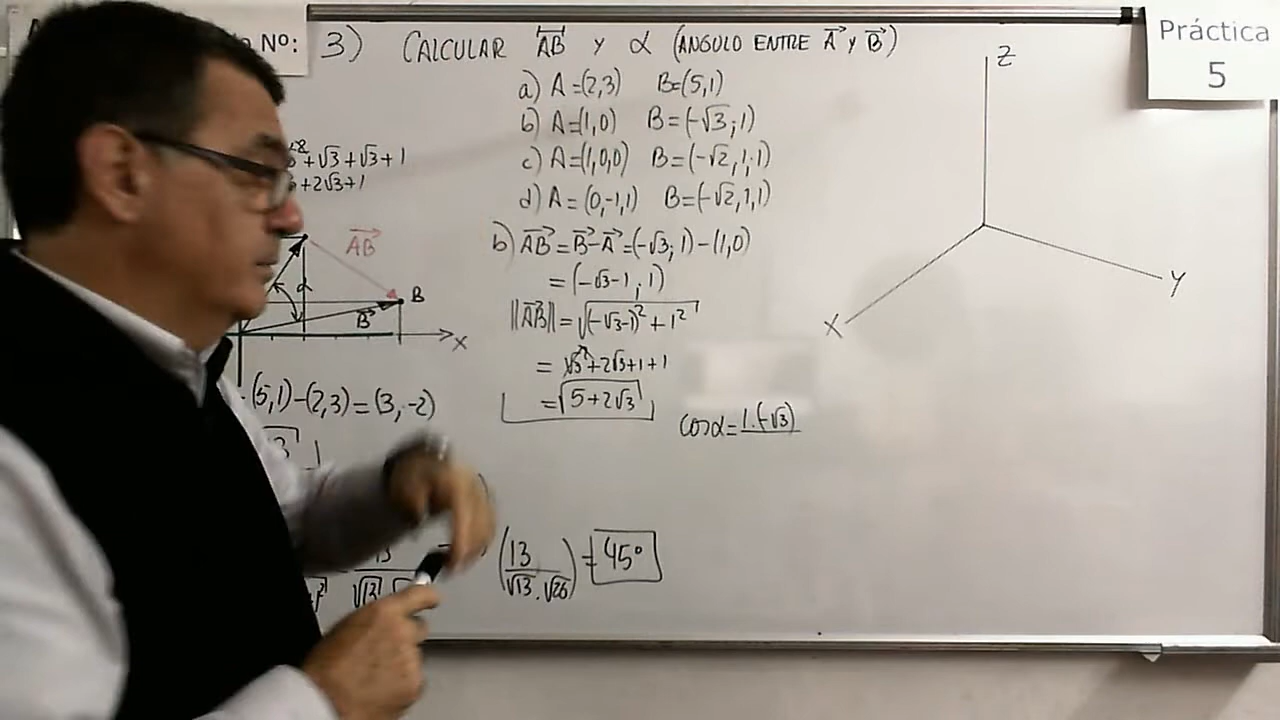 Nº: 3) CALCULAR AB y α (ANGULO ENTRE A y B)
Práctica
5
a) A=(2,3) B=(5,1)
b) A=(1,0) B=(-√3;1)
c) A=(1,0,0) B=(-√2,1,1)
d) A=(0,-1,1) B=(-√2,1,1)
+√3+√3+1
+2√3+1
AB
α
B
B
X
(5,1)-(2,3)=(3,-2)
b) AB=B-A=(-√3;1)-(1,0)
=(-√3-1;1)
||AB||=√(-√3-1)²+1²
=√3²+2√3+1+1
=√5+2√3
cosα=1.(-√3)
(13/√13.√26)=45°
Z
Y
X